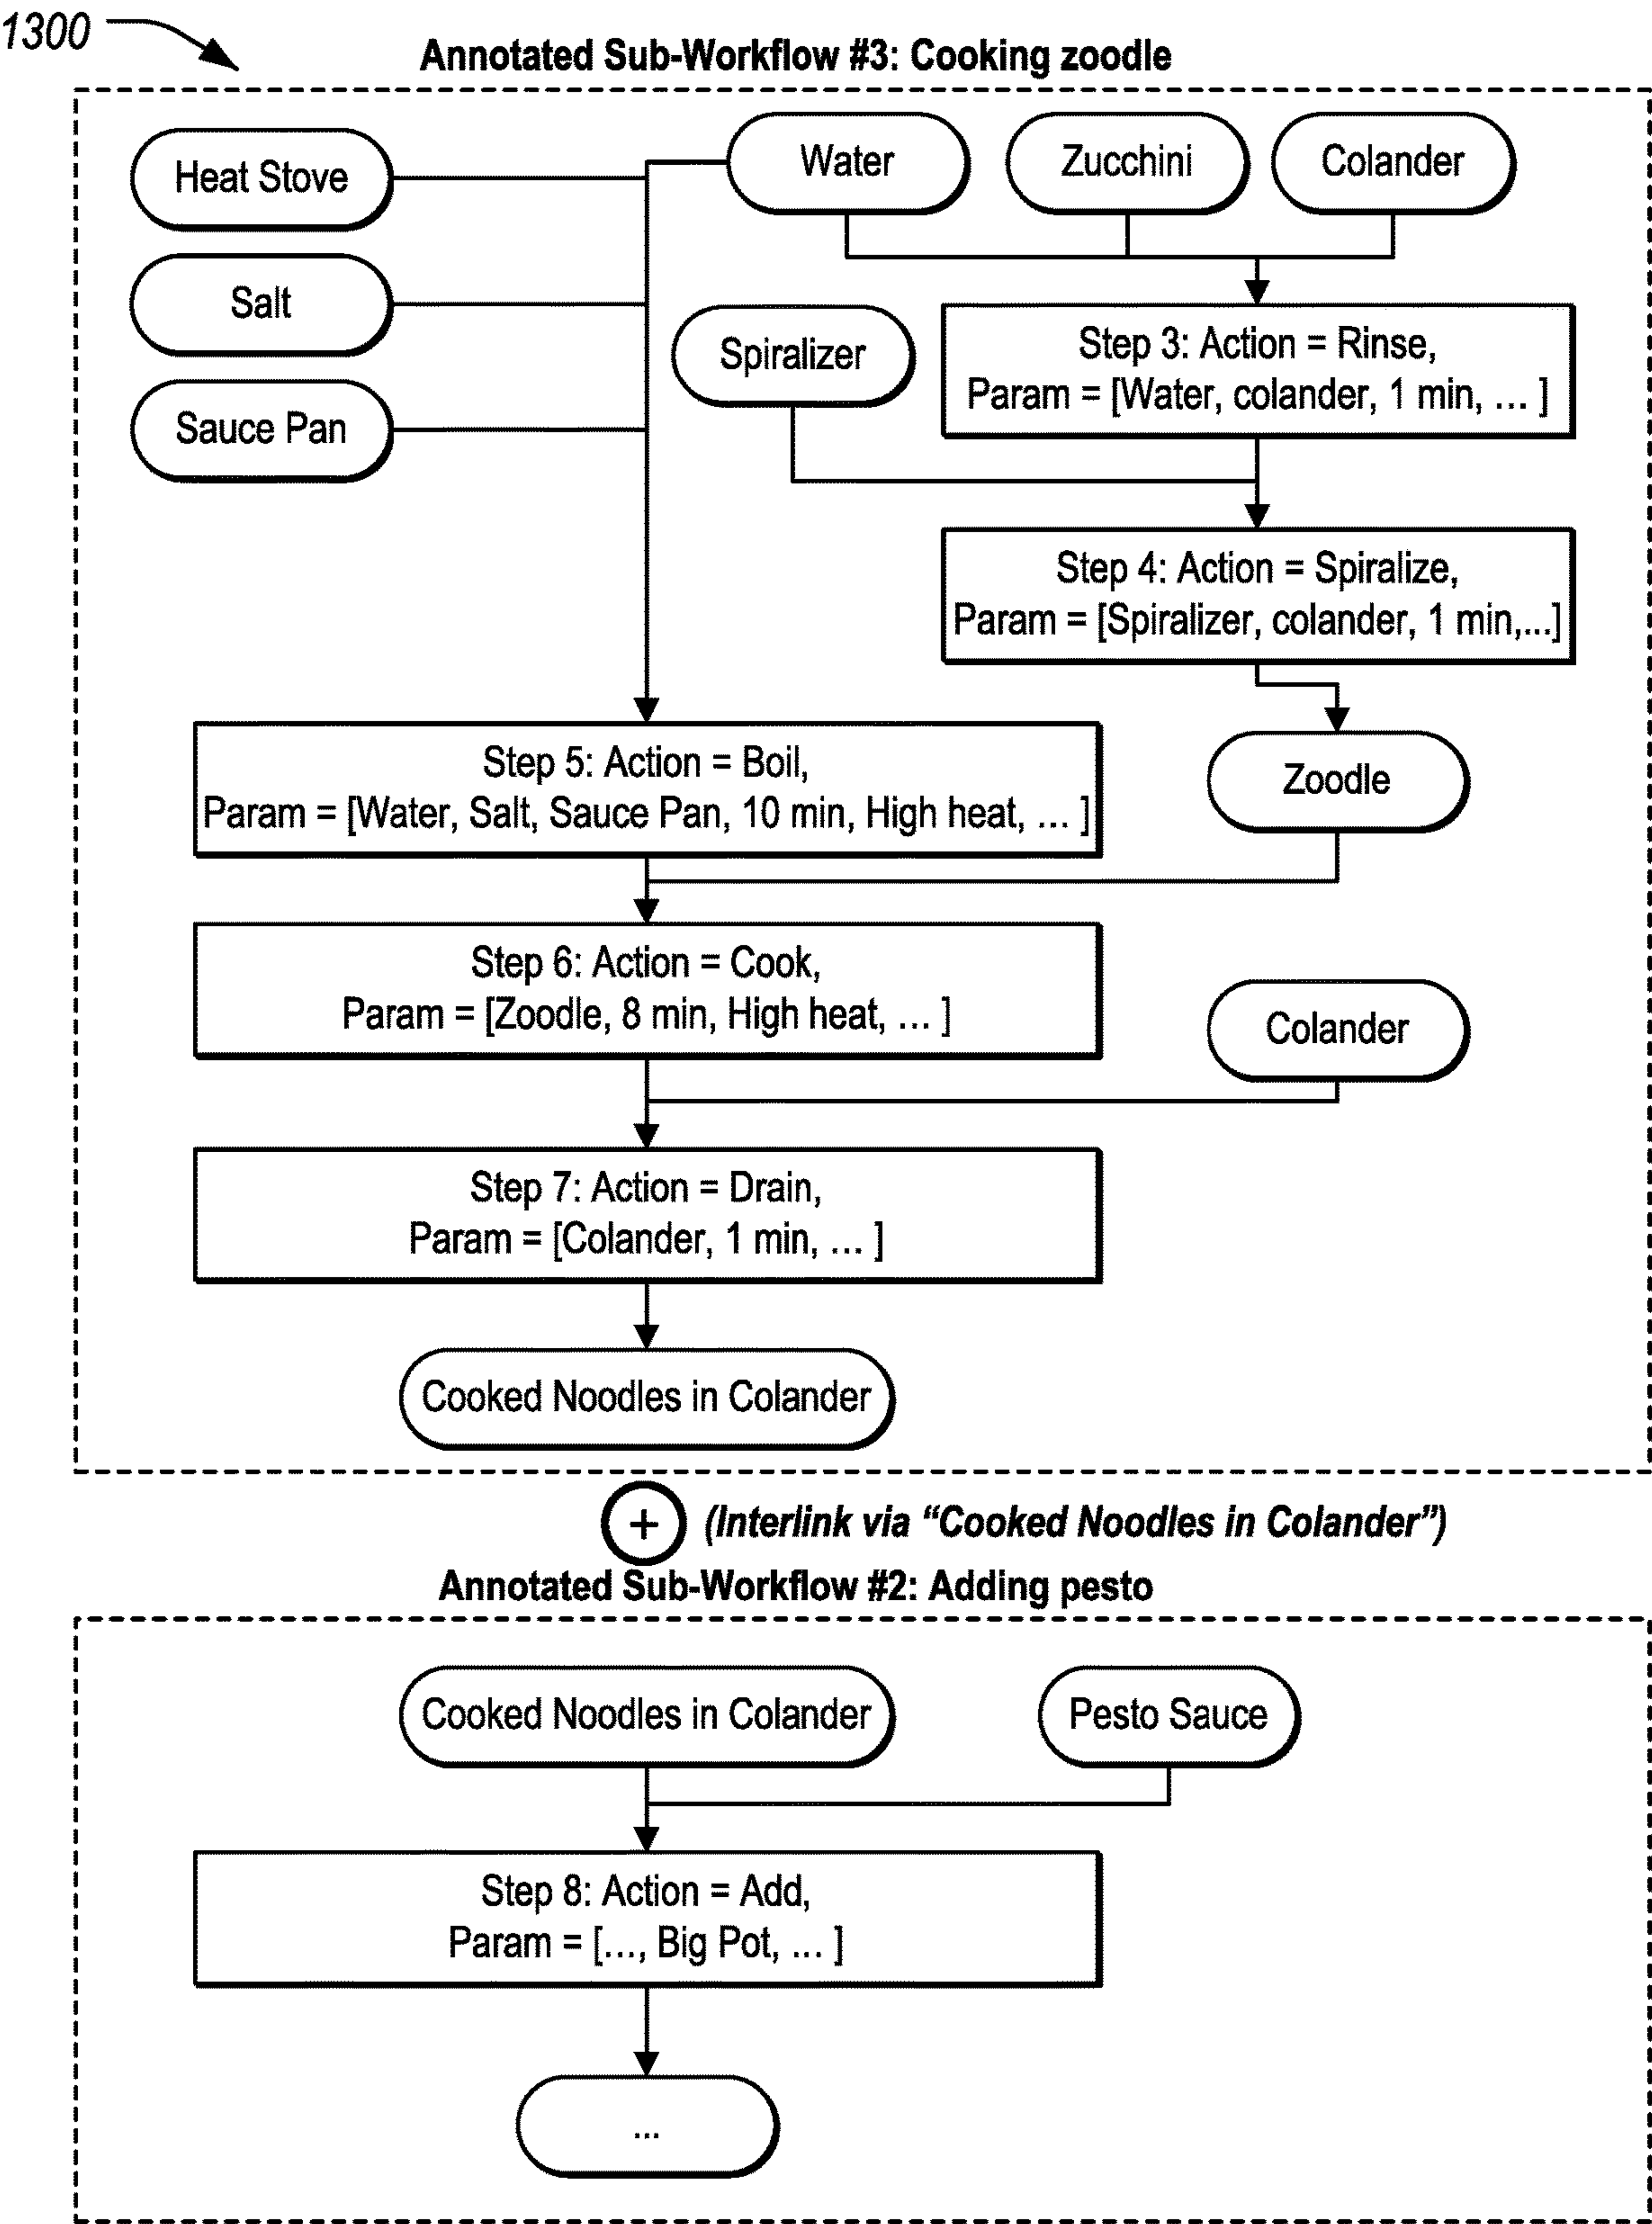 1300
Annotated Sub-Workflow #3: Cooking zoodle
Heat Stove
Water
Zucchini
Colander
Salt
Spiralizer
Step 3: Action = Rinse,
Param = [Water, colander, 1 min, ... ]
Sauce Pan
Step 4: Action = Spiralize,
Param = [Spiralizer, colander, 1 min,...]
Step 5: Action = Boil,
Param = [Water, Salt, Sauce Pan, 10 min, High heat, ... ]
Zoodle
Step 6: Action = Cook,
Param = [Zoodle, 8 min, High heat, ... ]
Colander
Step 7: Action = Drain,
Param = [Colander, 1 min, ... ]
Cooked Noodles in Colander
+ (Interlink via “Cooked Noodles in Colander”)
Annotated Sub-Workflow #2: Adding pesto
Cooked Noodles in Colander
Pesto Sauce
Step 8: Action = Add,
Param = [..., Big Pot, ... ]
...